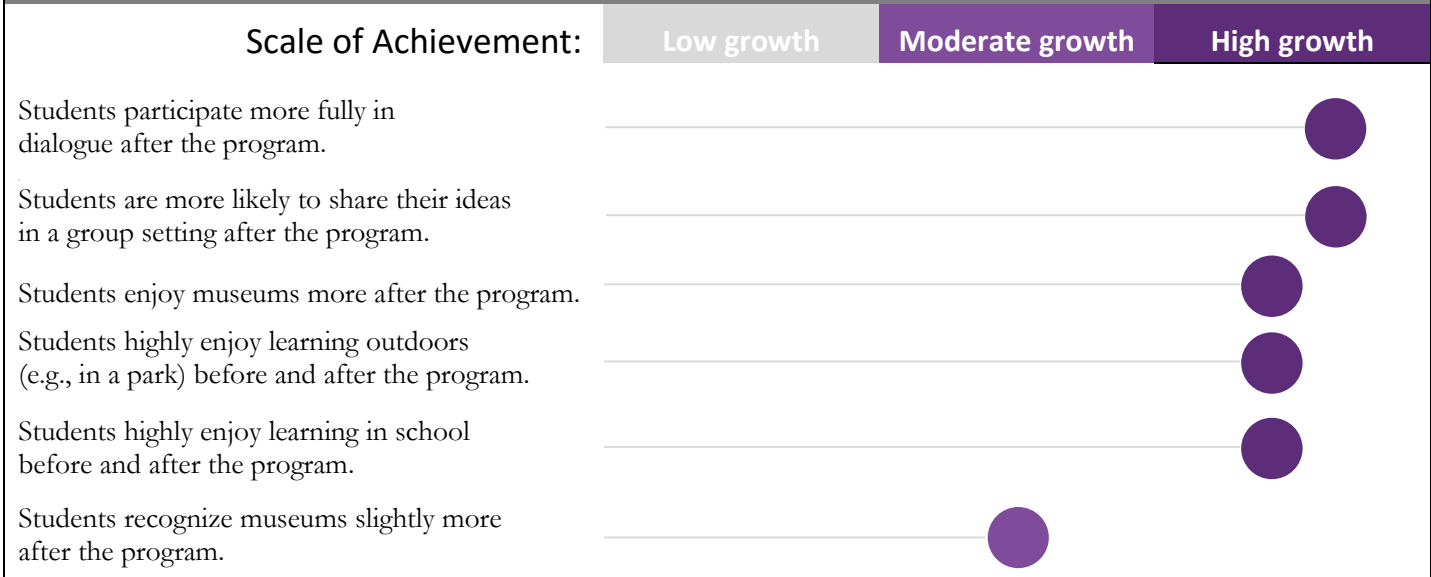 Scale of Achievement: Low growth Moderate growth High growth
Students participate more fully in
dialogue after the program.
Students are more likely to share their ideas
in a group setting after the program.
Students enjoy museums more after the program.
Students highly enjoy learning outdoors
(e.g., in a park) before and after the program.
Students highly enjoy learning in school
before and after the program.
Students recognize museums slightly more
after the program.